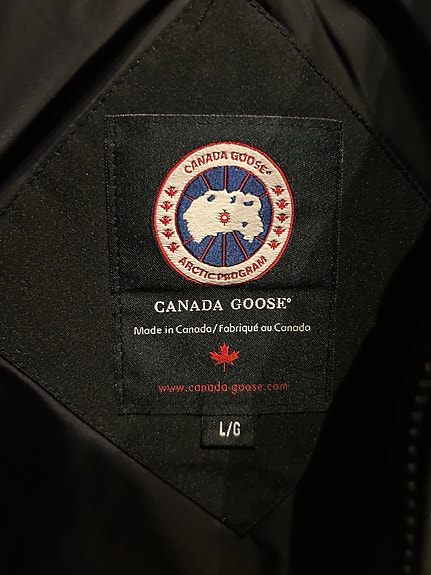 CANADA GOOSE®
ARCTIC PROGRAM
CANADA GOOSE®
Made in Canada/Fabriqué au Canada
www.canada-goose.com
L/G